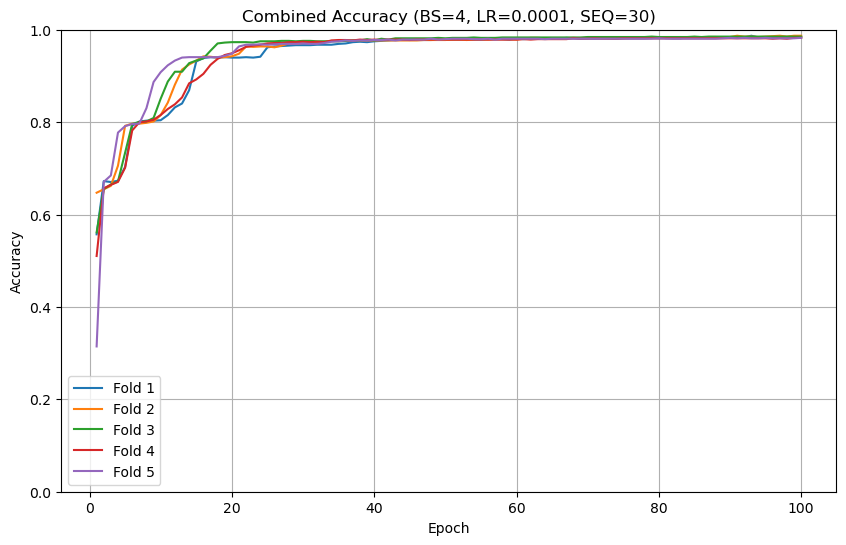 Combined Accuracy (BS=4, LR=0.0001, SEQ=30)
1.0
0.8
0.6
0.4
0.2
0.0
Accuracy
Fold 1
Fold 2
Fold 3
Fold 4
Fold 5
0 20 40 60 80 100
Epoch